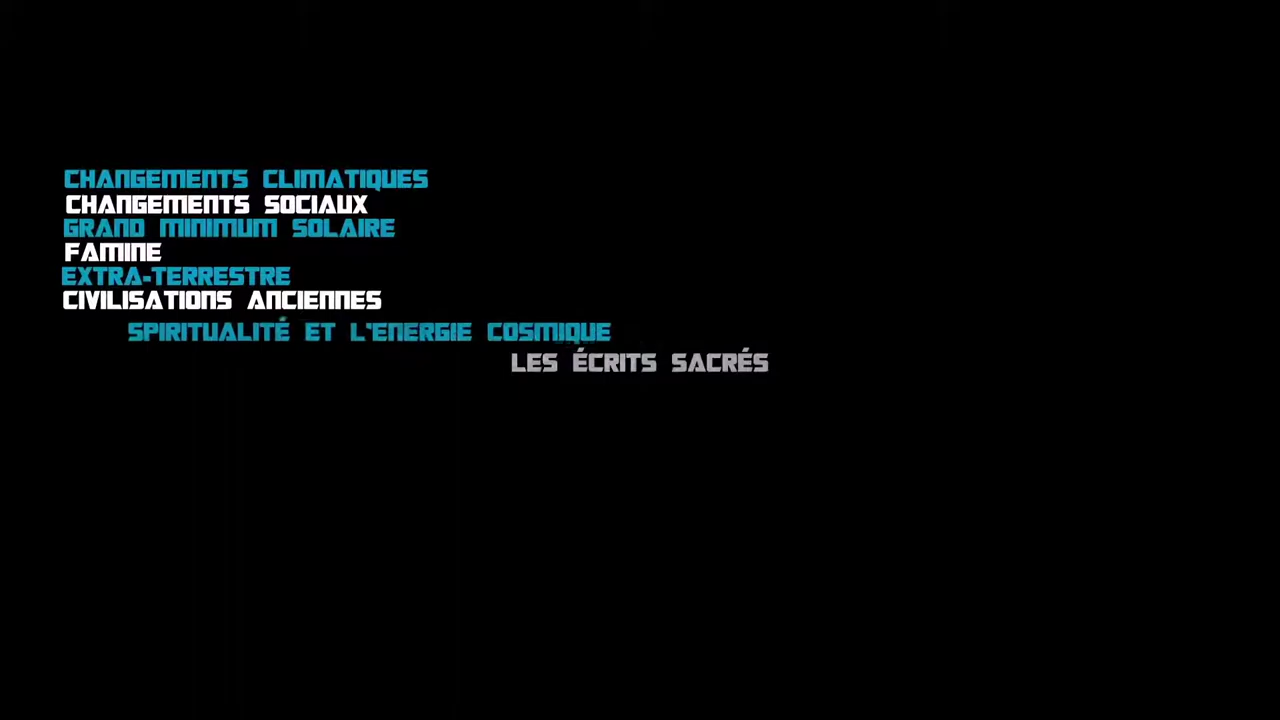 CHANGEMENTS CLIMATIQUES
CHANGEMENTS SOCIAUX
GRAND MINIMUM SOLAIRE
FAMINE
EXTRA-TERRESTRE
CIVILISATIONS ANCIENNES
SPIRITUALITÉ ET L'ENERGIE COSMIQUE
LES ÉCRITS SACRÉS